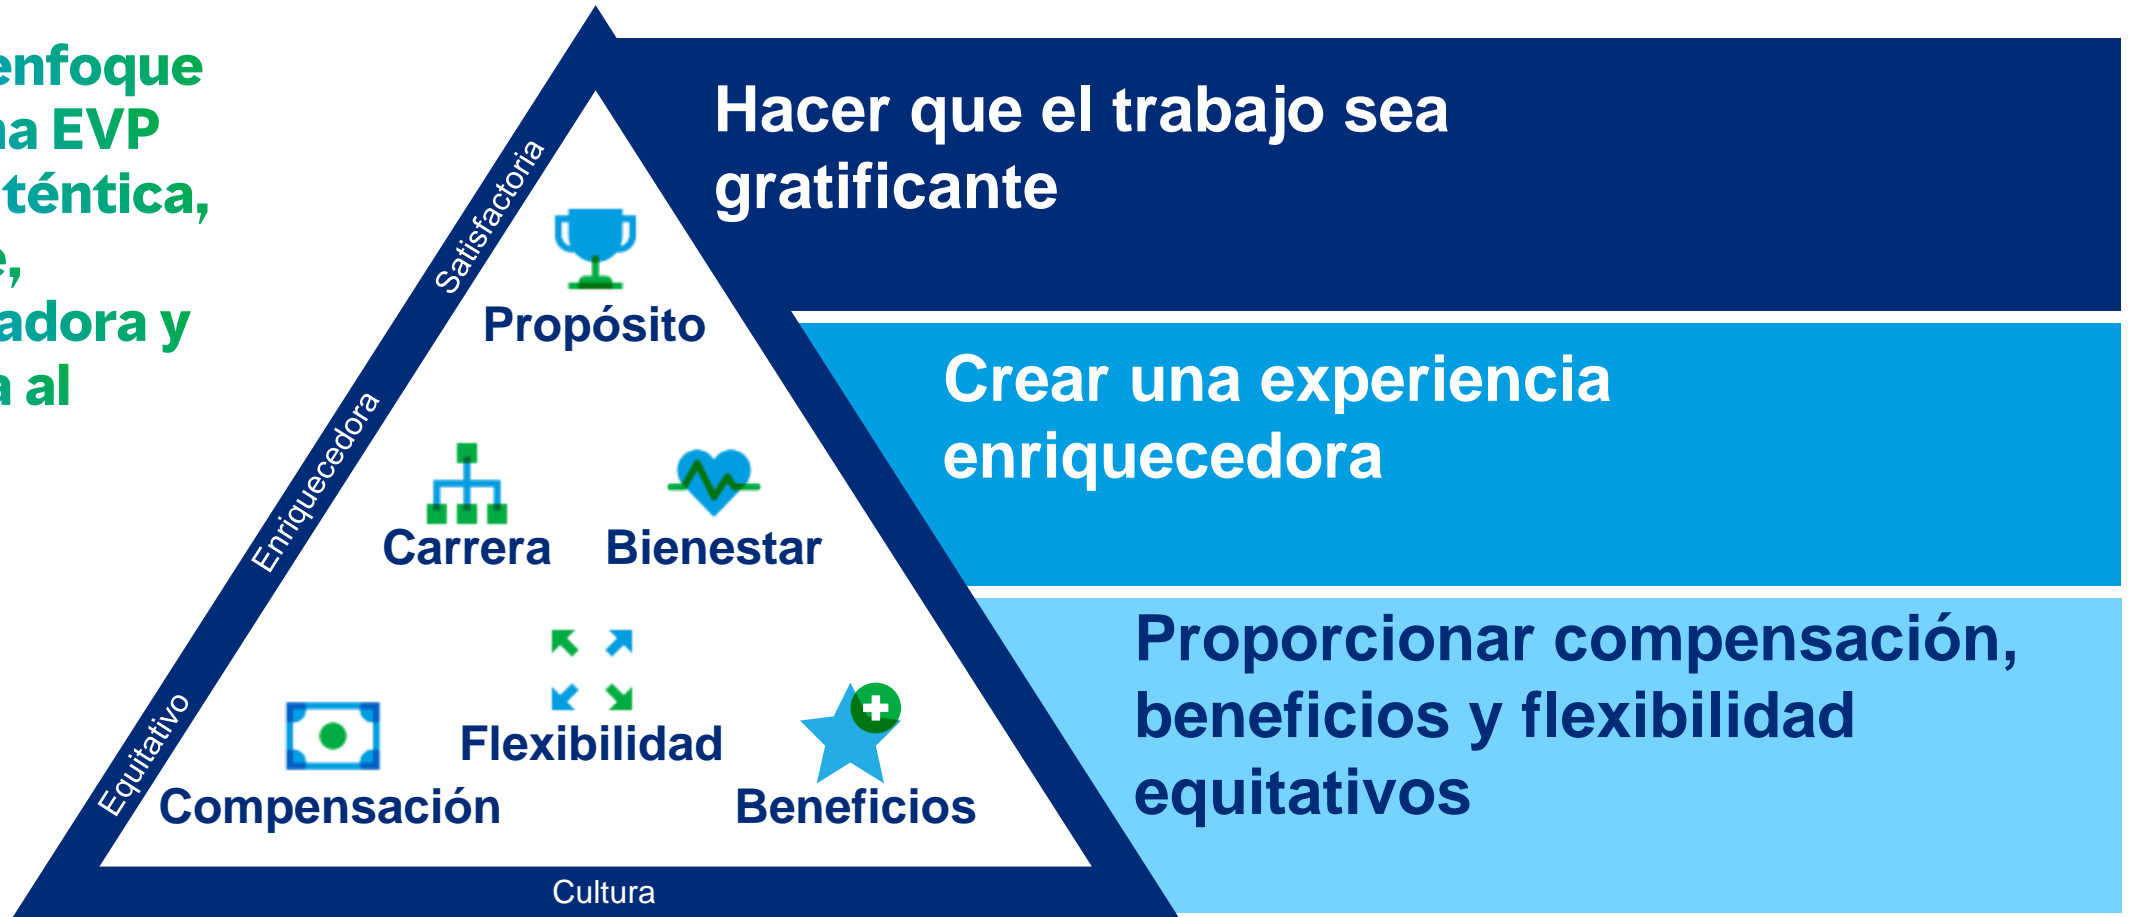 enfoque
na EVP
téntica,
e,
adora y
a al
Hacer que el trabajo sea
gratificante
Crear una experiencia
enriquecedora
Proporcionar compensación,
beneficios y flexibilidad
equitativos
Satisfactoria
Enriquecedora
Equitativo
Propósito
Carrera
Bienestar
Flexibilidad
Compensación
Beneficios
Cultura